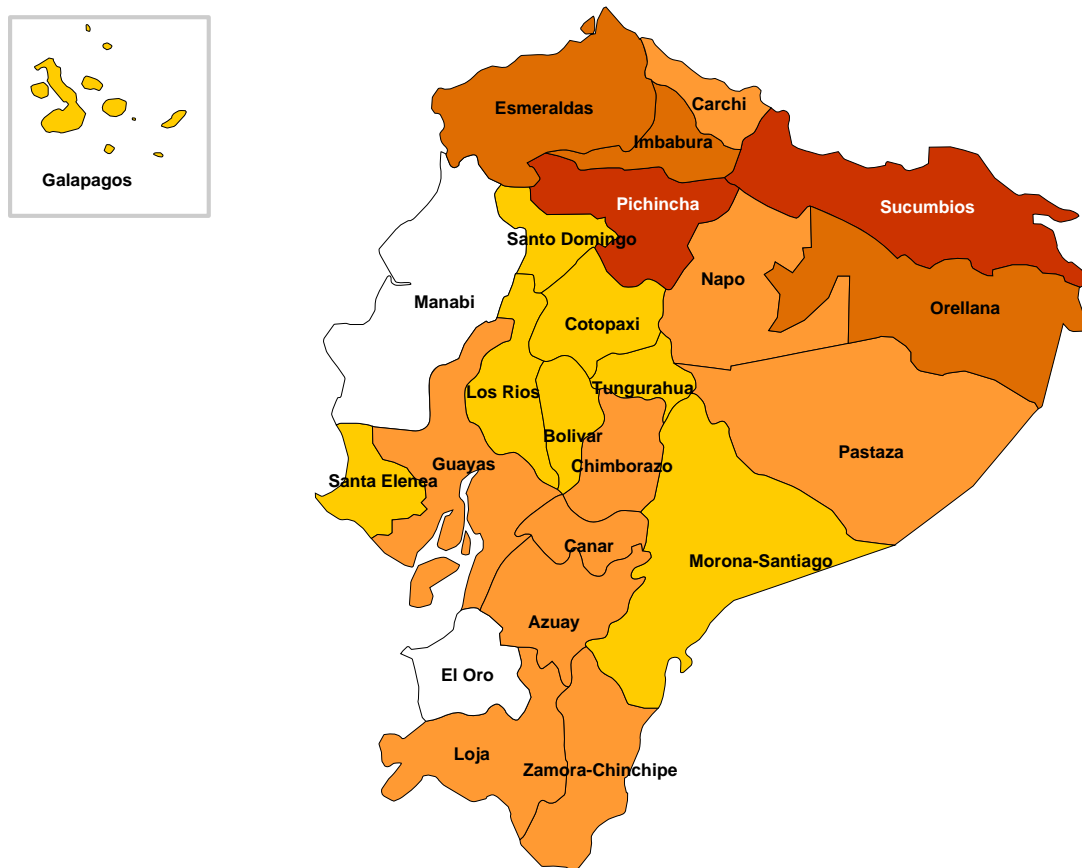 Esmeraldas
Carchi
Imbabura
Galapagos
Pichincha
Sucumbios
Santo Domingo
Napo
Manabi
Orellana
Cotopaxi
Los Rios
Tungurahua
Bolivar
Pastaza
Guayas
Chimborazo
Santa Elenea
Canar
Morona-Santiago
Azuay
El Oro
Loja
Zamora-Chinchipe